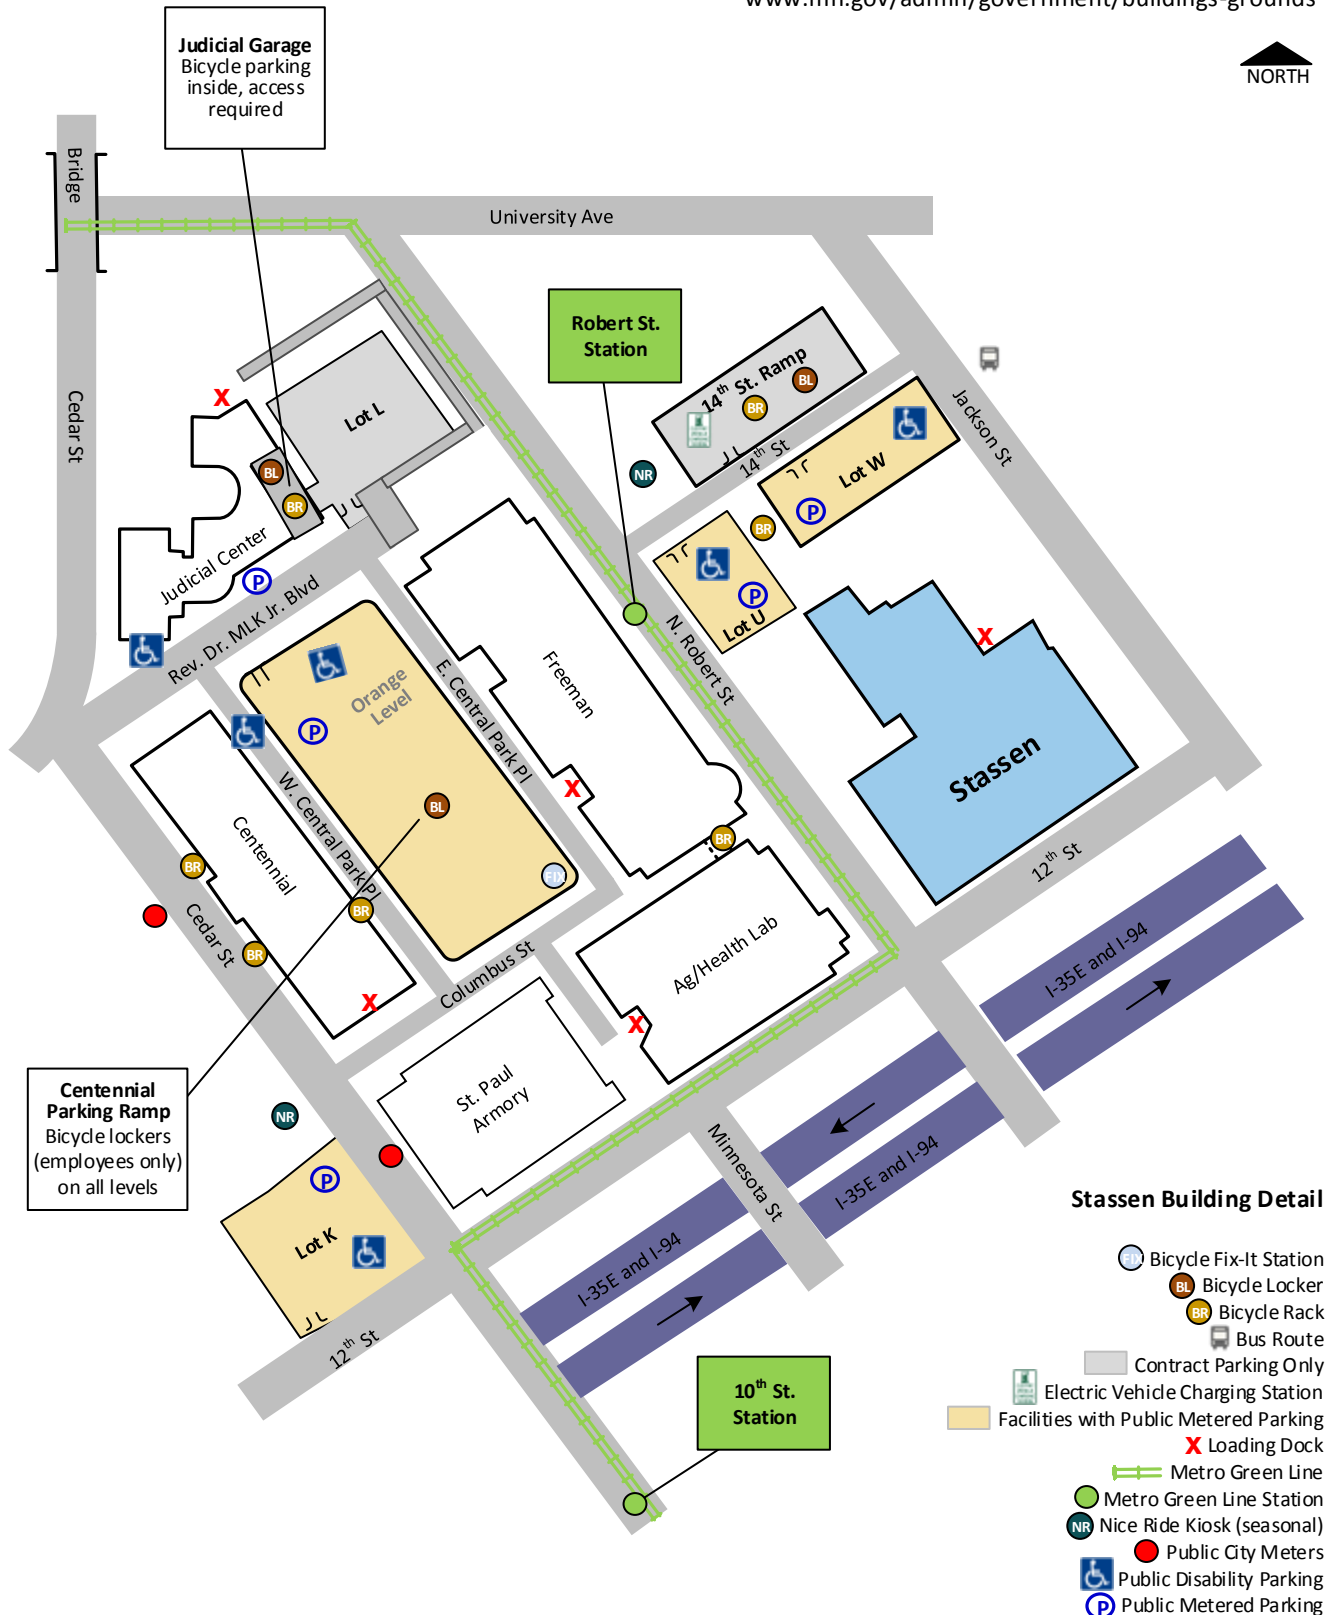 www.mn.gov/admin/government/buildings-grounds
NORTH
Judicial Garage
Bicycle parking
inside, access
required
Bridge
University Ave
Robert St.
Station
14th St. Ramp
BL
BR
14th St
Jackson St
Cedar St
Lot L
BL
BR
NR
Lot W
P
BR
Judicial Center
P
Rev. Dr. MLK Jr. Blvd
P
Lot U
N. Robert St
Orange
Level
P
E. Central Park Pl
Freeman
X
X
X
Stassen
W. Central Park Pl
BL
Centennial
BR
BR
FIX
BR
12th St
BR
Cedar St
Columbus St
Ag/Health Lab
I-35E and I-94
X
X
Centennial
Parking Ramp
Bicycle lockers
(employees only)
on all levels
NR
St. Paul
Armory
Minnesota St
I-35E and I-94
P
Lot K
I-35E and I-94
12th St
10th St.
Station
Stassen Building Detail
FIX Bicycle Fix-It Station
BL Bicycle Locker
BR Bicycle Rack
Bus Route
Contract Parking Only
Electric Vehicle Charging Station
Facilities with Public Metered Parking
X Loading Dock
Metro Green Line
Metro Green Line Station
NR Nice Ride Kiosk (seasonal)
Public City Meters
Public Disability Parking
P Public Metered Parking